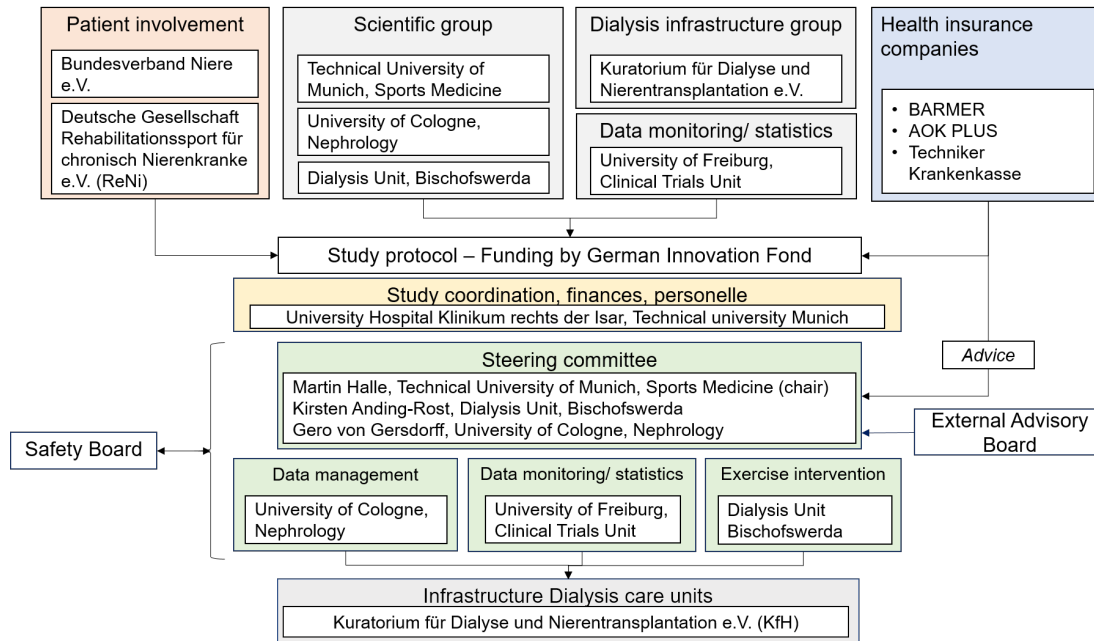 Patient involvement
Bundesverband Niere
e.V.
Deutsche Gesellschaft
Rehabilitationssport für
chronisch Nierenkranke
e.V. (ReNi)
Scientific group
Technical University of
Munich, Sports Medicine
University of Cologne,
Nephrology
Dialysis Unit, Bischofswerda
Dialysis infrastructure group
Kuratorium für Dialyse und
Nierentransplantation e.V.
Data monitoring/ statistics
University of Freiburg,
Clinical Trials Unit
Health insurance
companies
• BARMER
• AOK PLUS
• Techniker
Krankenkasse
Study protocol – Funding by German Innovation Fond
Study coordination, finances, personelle
University Hospital Klinikum rechts der Isar, Technical university Munich
Advice
Steering committee
Martin Halle, Technical University of Munich, Sports Medicine (chair)
Kirsten Anding-Rost, Dialysis Unit, Bischofswerda
Gero von Gersdorff, University of Cologne, Nephrology
External Advisory
Board
Safety Board
Data management
University of Cologne,
Nephrology
Data monitoring/ statistics
University of Freiburg,
Clinical Trials Unit
Exercise intervention
Dialysis Unit
Bischofswerda
Infrastructure Dialysis care units
Kuratorium für Dialyse und Nierentransplantation e.V. (KfH)